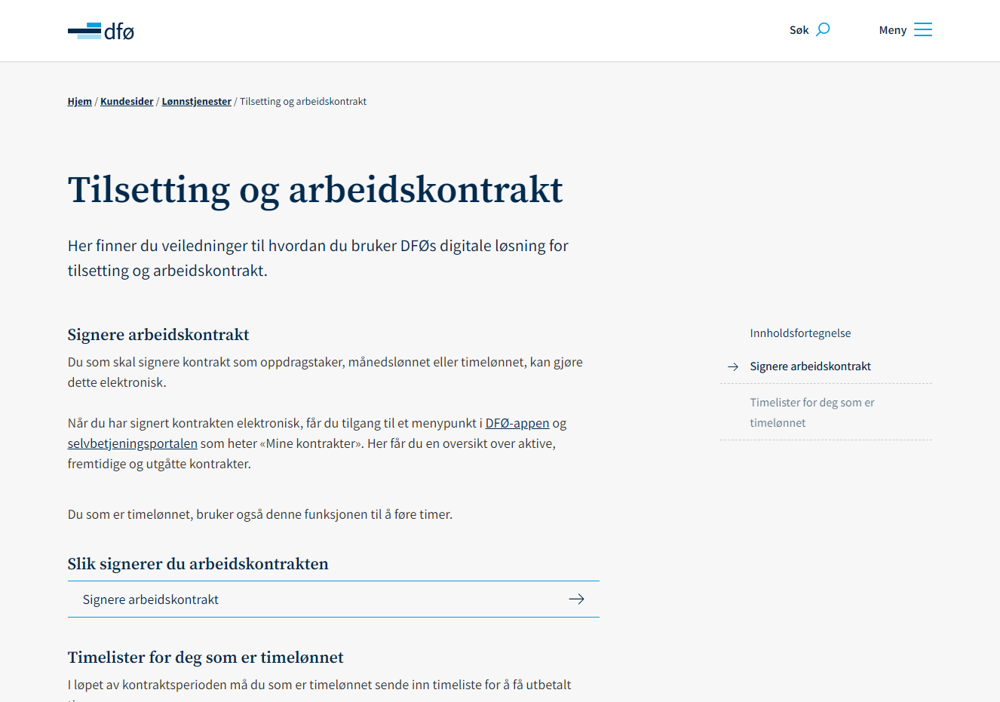 dfø
Søk
Meny
Hjem / Kundesider / Lønnstjenester / Tilsetting og arbeidskontrakt
Tilsetting og arbeidskontrakt
Her finner du veiledninger til hvordan du bruker DFØs digitale løsning for
tilsetting og arbeidskontrakt.
Signere arbeidskontrakt
Du som skal signere kontrakt som oppdragstaker, månedslønnet eller timelønnet, kan gjøre
dette elektronisk.
Når du har signert kontrakten elektronisk, får du tilgang til et menypunkt i DFØ-appen og
selvbetjeningsportalen som heter «Mine kontrakter». Her får du en oversikt over aktive,
fremtidige og utgåtte kontrakter.
Du som er timelønnet, bruker også denne funksjonen til å føre timer.
Slik signerer du arbeidskontrakten
Signere arbeidskontrakt
Timelister for deg som er timelønnet
I løpet av kontraktsperioden må du som er timelønnet sende inn timeliste for å få utbetalt
Innholdsfortegnelse
Signere arbeidskontrakt
Timelister for deg som er
timelønnet